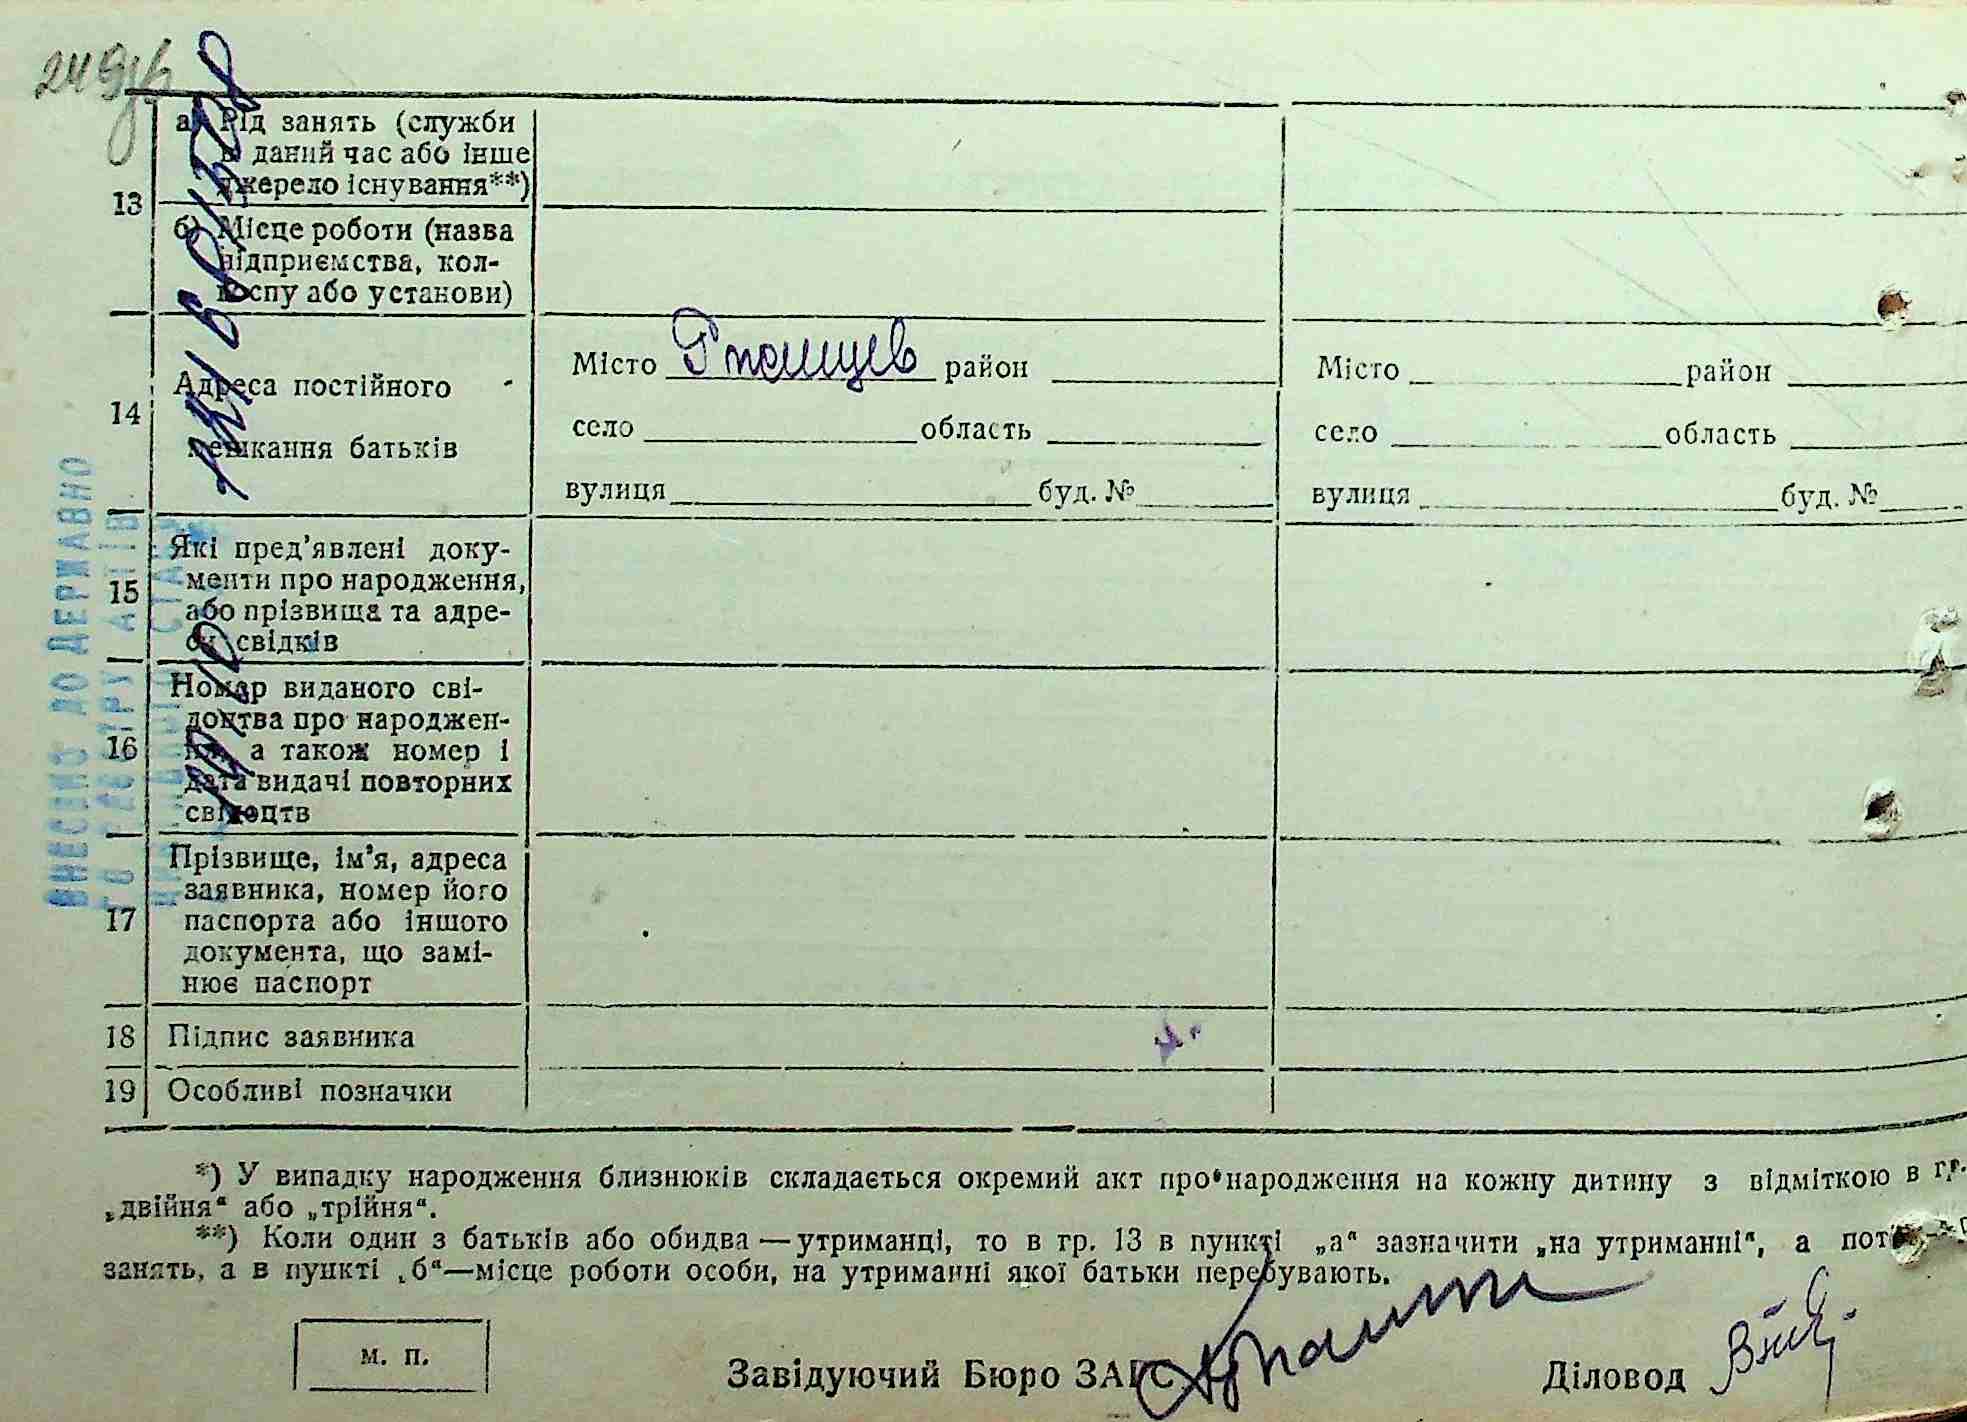 13
а) Рід занять (служби
в даний час або інше
джерело існування**)
б) Місце роботи (назва
підприємства, кол-
госпу або установи)
14
Адреса постійного
мешкання батьків
Місто район
село область
вулиця буд. №
Місто район
село область
вулиця буд. №
15
Які пред’явлені доку-
менти про народження,
або прізвища та адре-
си свідків
16
Номер виданого сві-
доцтва про народжен-
ня, а також номер і
дата видачі повторних
свідоцтв
17
Прізвище, ім’я, адреса
заявника, номер його
паспорта або іншого
документа, що замі-
нює паспорт
18 Підпис заявника
19 Особливі позначки
ВНЕСЕНО ДО ДЕРЖАВНО
ГО РЕЄСТРУ АКТІВ
*) У випадку народження близнюків складається окремий акт про народження на кожну дитину з відміткою в гр.
„двійня“ або „трійня“.
**) Коли один з батьків або обидва — утриманці, то в гр. 13 в пункті „а“ зазначити „на утриманні“, а пот
занять, а в пункті „б“—місце роботи особи, на утриманні якої батьки перебувають.
м. п.
Завідуючий Бюро ЗАГС
Діловод